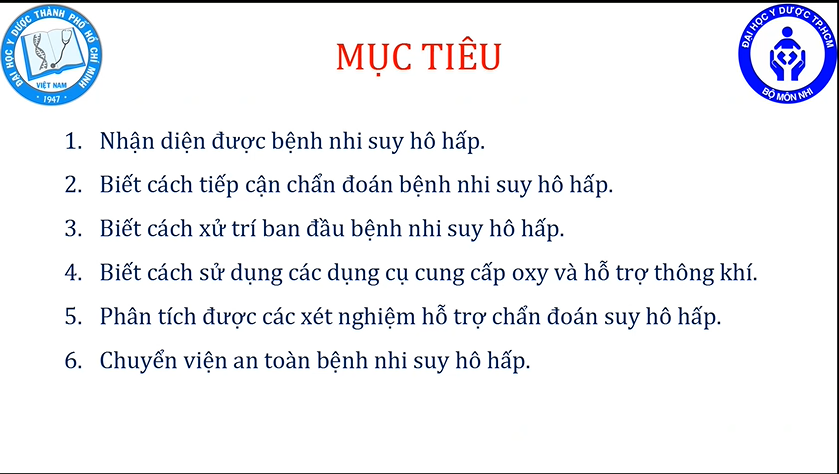 ĐẠI HỌC Y DƯỢC THÀNH PHỐ HỒ CHÍ MINH
VIỆT NAM
1947
MỤC TIÊU
ĐẠI HỌC Y DƯỢC TP.HCM
BỘ MÔN NHI
1. Nhận diện được bệnh nhi suy hô hấp.
2. Biết cách tiếp cận chẩn đoán bệnh nhi suy hô hấp.
3. Biết cách xử trí ban đầu bệnh nhi suy hô hấp.
4. Biết cách sử dụng các dụng cụ cung cấp oxy và hỗ trợ thông khí.
5. Phân tích được các xét nghiệm hỗ trợ chẩn đoán suy hô hấp.
6. Chuyển viện an toàn bệnh nhi suy hô hấp.